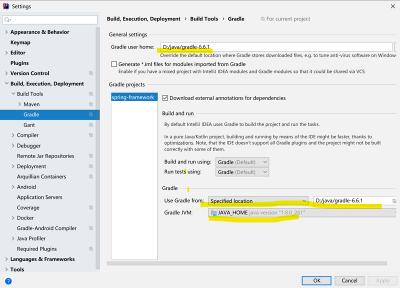 Settings
Build, Execution, Deployment › Build Tools › Gradle
For current project
Appearance & Behavior
Keymap
Editor
Plugins
Version Control
Build, Execution, Deployment
Build Tools
Maven
Gradle
Gant
Compiler
Debugger
Remote Jar Repositories
Deployment
Arquillian Containers
Android
Application Servers
Coverage
Docker
Gradle-Android Compiler
Java Profiler
Required Plugins
Languages & Frameworks
Tools
General settings
Gradle user home:
D:/java/gradle-6.6.1
Override the default location where Gradle stores downloaded files, e.g. to tune anti-virus software on Window
Generate *.iml files for modules imported from Gradle
Enable if you have a mixed project with IntelliJ IDEA modules and Gradle modules so that it could be shared via VCS
Gradle projects
spring-framework
Download external annotations for dependencies
Build and run
By default IntelliJ IDEA uses Gradle to build the project and run the tasks.
In a pure Java/Kotlin project, building and running by means of the IDE might be faster, thanks to
optimizations. Note, that the IDE doesn't support all Gradle plugins and the project might not be built
correctly with some of them.
Build and run using: Gradle (Default)
Run tests using: Gradle (Default)
Gradle
Use Gradle from: Specified location D:/java/gradle-6.6.1
Gradle JVM: JAVA_HOME java version "1.8.0_261"
OK Cancel Apply